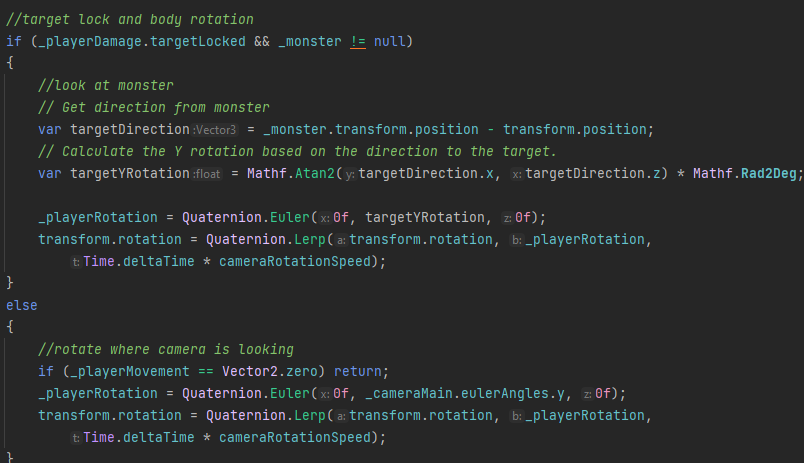 //target lock and body rotation
if (_playerDamage.targetLocked && _monster != null)
{
//look at monster
// Get direction from monster
var targetDirection :Vector3 = _monster.transform.position - transform.position;
// Calculate the Y rotation based on the direction to the target.
var targetYRotation :float = Mathf.Atan2( y: targetDirection.x, x: targetDirection.z) * Mathf.Rad2Deg;
_playerRotation = Quaternion.Euler( x: 0f, targetYRotation, z: 0f);
transform.rotation = Quaternion.Lerp( a: transform.rotation, b: _playerRotation,
t: Time.deltaTime * cameraRotationSpeed);
}
else
{
//rotate where camera is looking
if (_playerMovement == Vector2.zero) return;
_playerRotation = Quaternion.Euler( x: 0f, _cameraMain.eulerAngles.y, z: 0f);
transform.rotation = Quaternion.Lerp( a: transform.rotation, b: _playerRotation,
t: Time.deltaTime * cameraRotationSpeed);
}